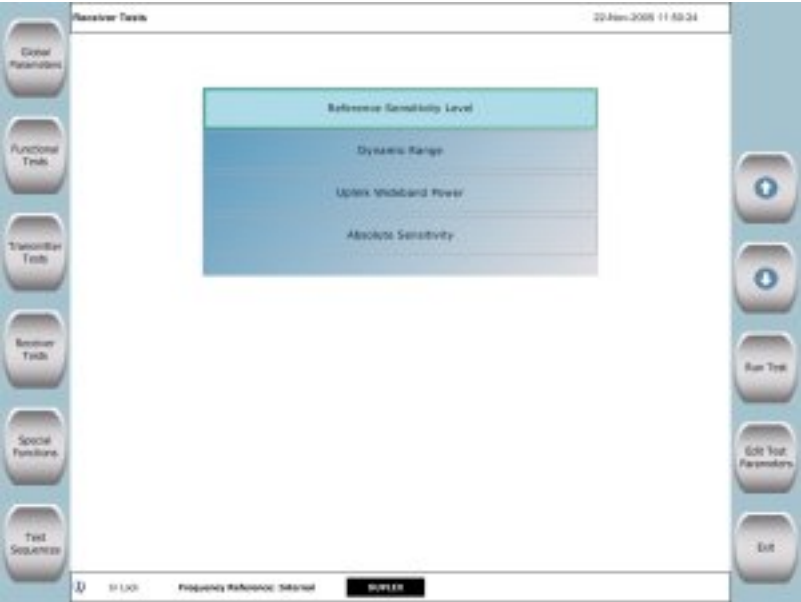 Receiver Tests
22-Nov-2005 11:50:24
Global
Parameters
Functional
Tests
Transmitter
Tests
Receiver
Tests
Special
Functions
Test
Sequences
Reference Sensitivity Level
Dynamic Range
Uplink Wideband Power
Absolute Sensitivity
Run Test
Edit Test
Parameters
Exit
In Lock
Frequency Reference: Internal
DUPLEX